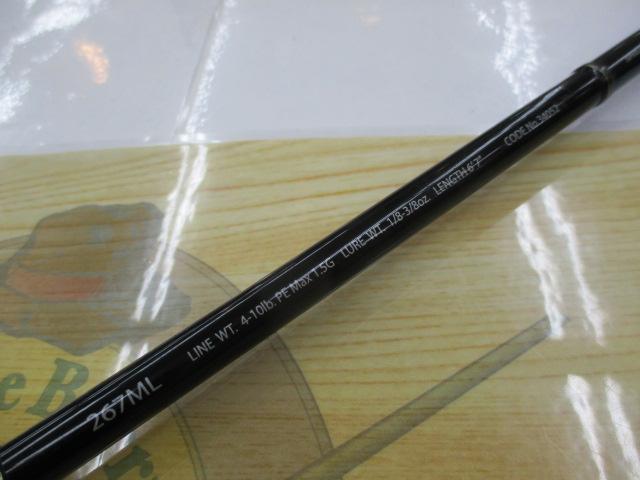 267ML LINE WT. 4-10lb. PE Max 1.5G LURE WT. 1/8-3/8oz LENGTH 6'7" CODE.No.34052
e B